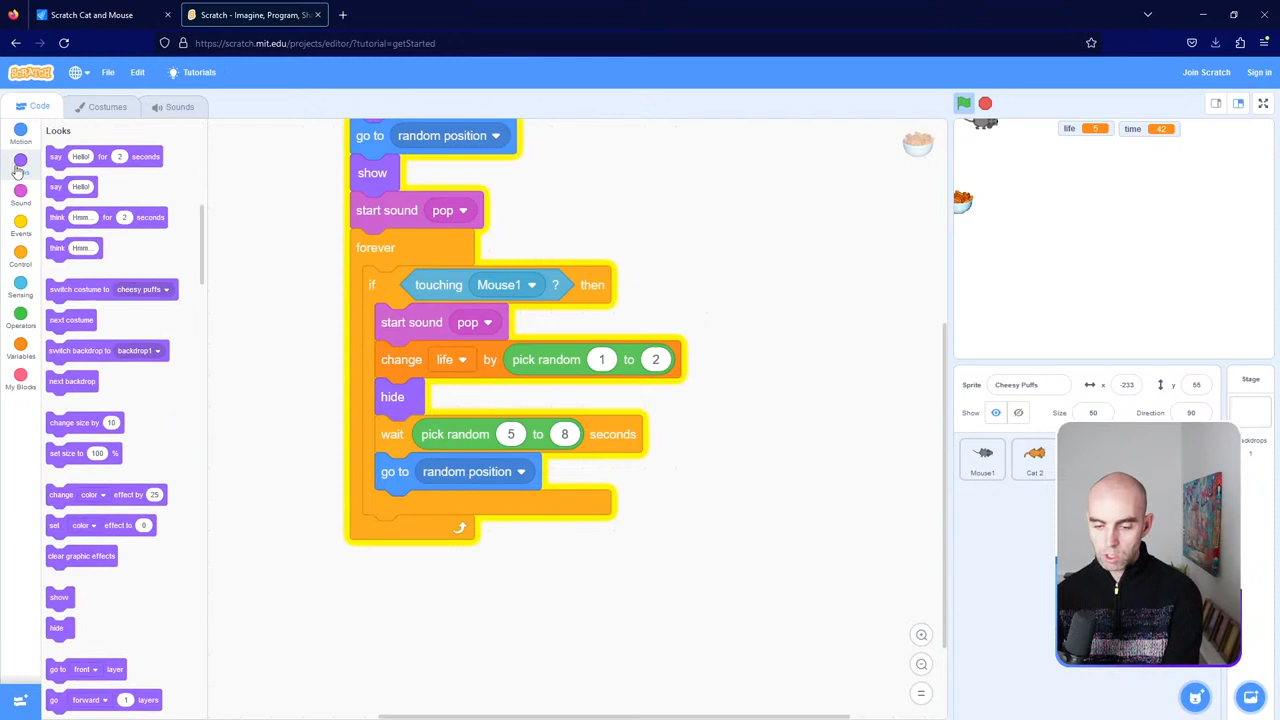 Scratch Cat and Mouse
Scratch - Imagine, Program, Sh
https://scratch.mit.edu/projects/editor/?tutorial=getStarted
SCRATCH
File
Edit
Tutorials
Join Scratch
Sign in
Code
Costumes
Sounds
Motion
Sound
Events
Control
Sensing
Operators
Variables
My Blocks
Looks
say Hello! for 2 seconds
say Hello!
think Hmm... for 2 seconds
think Hmm...
switch costume to cheesy puffs
next costume
switch backdrop to backdrop1
next backdrop
change size by 10
set size to 100 %
change color effect by 25
set color effect to 0
clear graphic effects
show
hide
go to front layer
go forward 1 layers
go to random position
show
start sound pop
forever
if touching Mouse1 ? then
start sound pop
change life by pick random 1 to 2
hide
wait pick random 5 to 8 seconds
go to random position
life 5
time 42
Sprite Cheesy Puffs x -233 y 55
Show Size 50 Direction 90
Mouse1
Cat 2
Stage
1